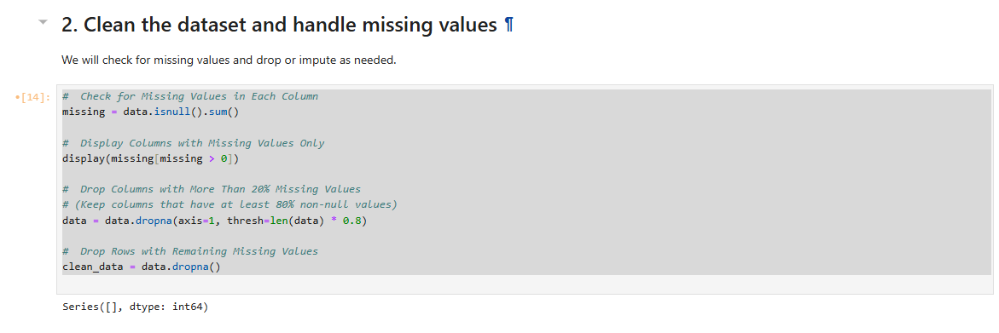 2. Clean the dataset and handle missing values ¶
We will check for missing values and drop or impute as needed.
•[14]:
#  Check for Missing Values in Each Column
missing = data.isnull().sum()
#  Display Columns with Missing Values Only
display(missing[missing > 0])
#  Drop Columns with More Than 20% Missing Values
# (Keep columns that have at least 80% non-null values)
data = data.dropna(axis=1, thresh=len(data) * 0.8)
#  Drop Rows with Remaining Missing Values
clean_data = data.dropna()
Series([], dtype: int64)